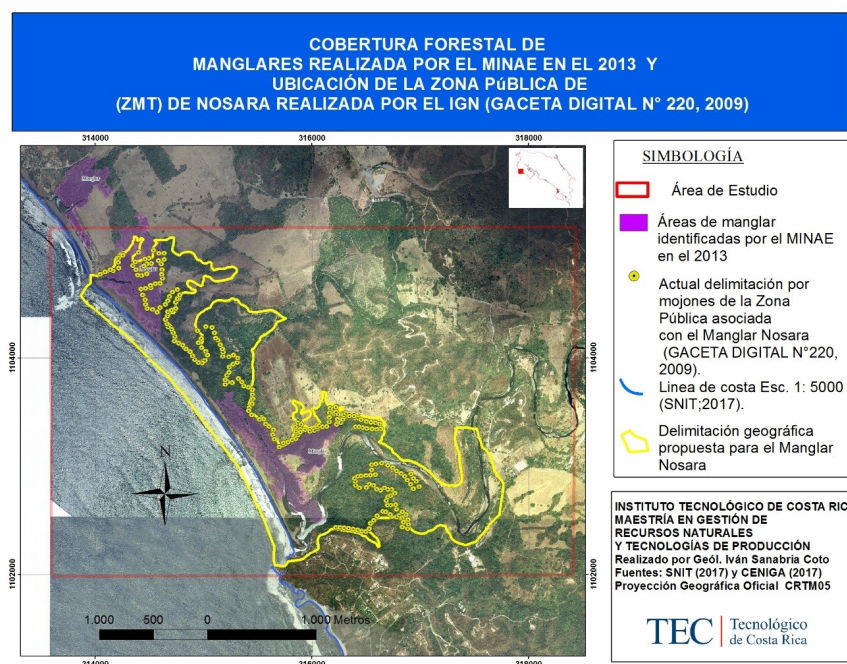 COBERTURA FORESTAL DE
MANGLARES REALIZADA POR EL MINAE EN EL 2013 Y
UBICACIÓN DE LA ZONA PúBLICA DE
(ZMT) DE NOSARA REALIZADA POR EL IGN (GACETA DIGITAL N° 220, 2009)
314000 316000 318000
Manglar
Manglar
Manglar
1104000 1104000
1102000 1102000
N
1.000 500 0 1.000 Metros
314000 316000 318000
SIMBOLOGÍA
Área de Estudio
Áreas de manglar
identificadas por el MINAE
en el 2013
Actual delimitación por
mojones de la Zona
Pública asociada
con el Manglar Nosara
(GACETA DIGITAL N°220,
2009).
Linea de costa Esc. 1: 5000
(SNIT;2017).
Delimitación geográfica
propuesta para el Manglar
Nosara
INSTITUTO TECNOLÓGICO DE COSTA RIC
MAESTRÍA EN GESTIÓN DE
RECURSOS NATURALES
Y TECNOLOGÍAS DE PRODUCCIÓN
Realizado por Geól. Iván Sanabria Coto
Fuentes: SNIT (2017) y CENIGA (2017)
Proyección Geográfica Oficial CRTM05
TEC | Tecnológico
de Costa Rica